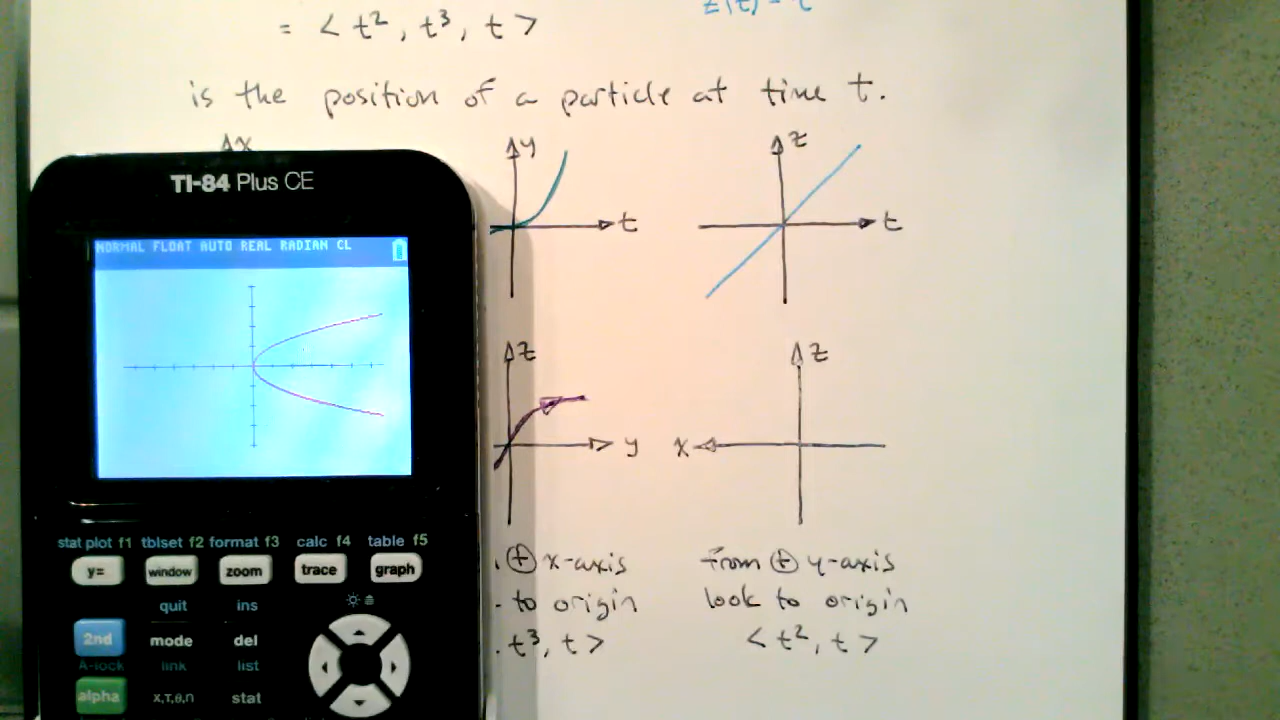 z(t) = t
= < t², t³, t >
is the position of a particle at time t.
x
y
t
z
t
TI-84 Plus CE
NORMAL FLOAT AUTO REAL RADIAN CL
z
y
z
x
⊕ x-axis
to origin
t³, t >
From ⊕ y-axis
look to origin
< t², t >
stat plot f1 tblset f2 format f3 calc f4 table f5
y= window zoom trace graph
quit ins
2nd mode del
A-lock link list
alpha X,T,θ,n stat